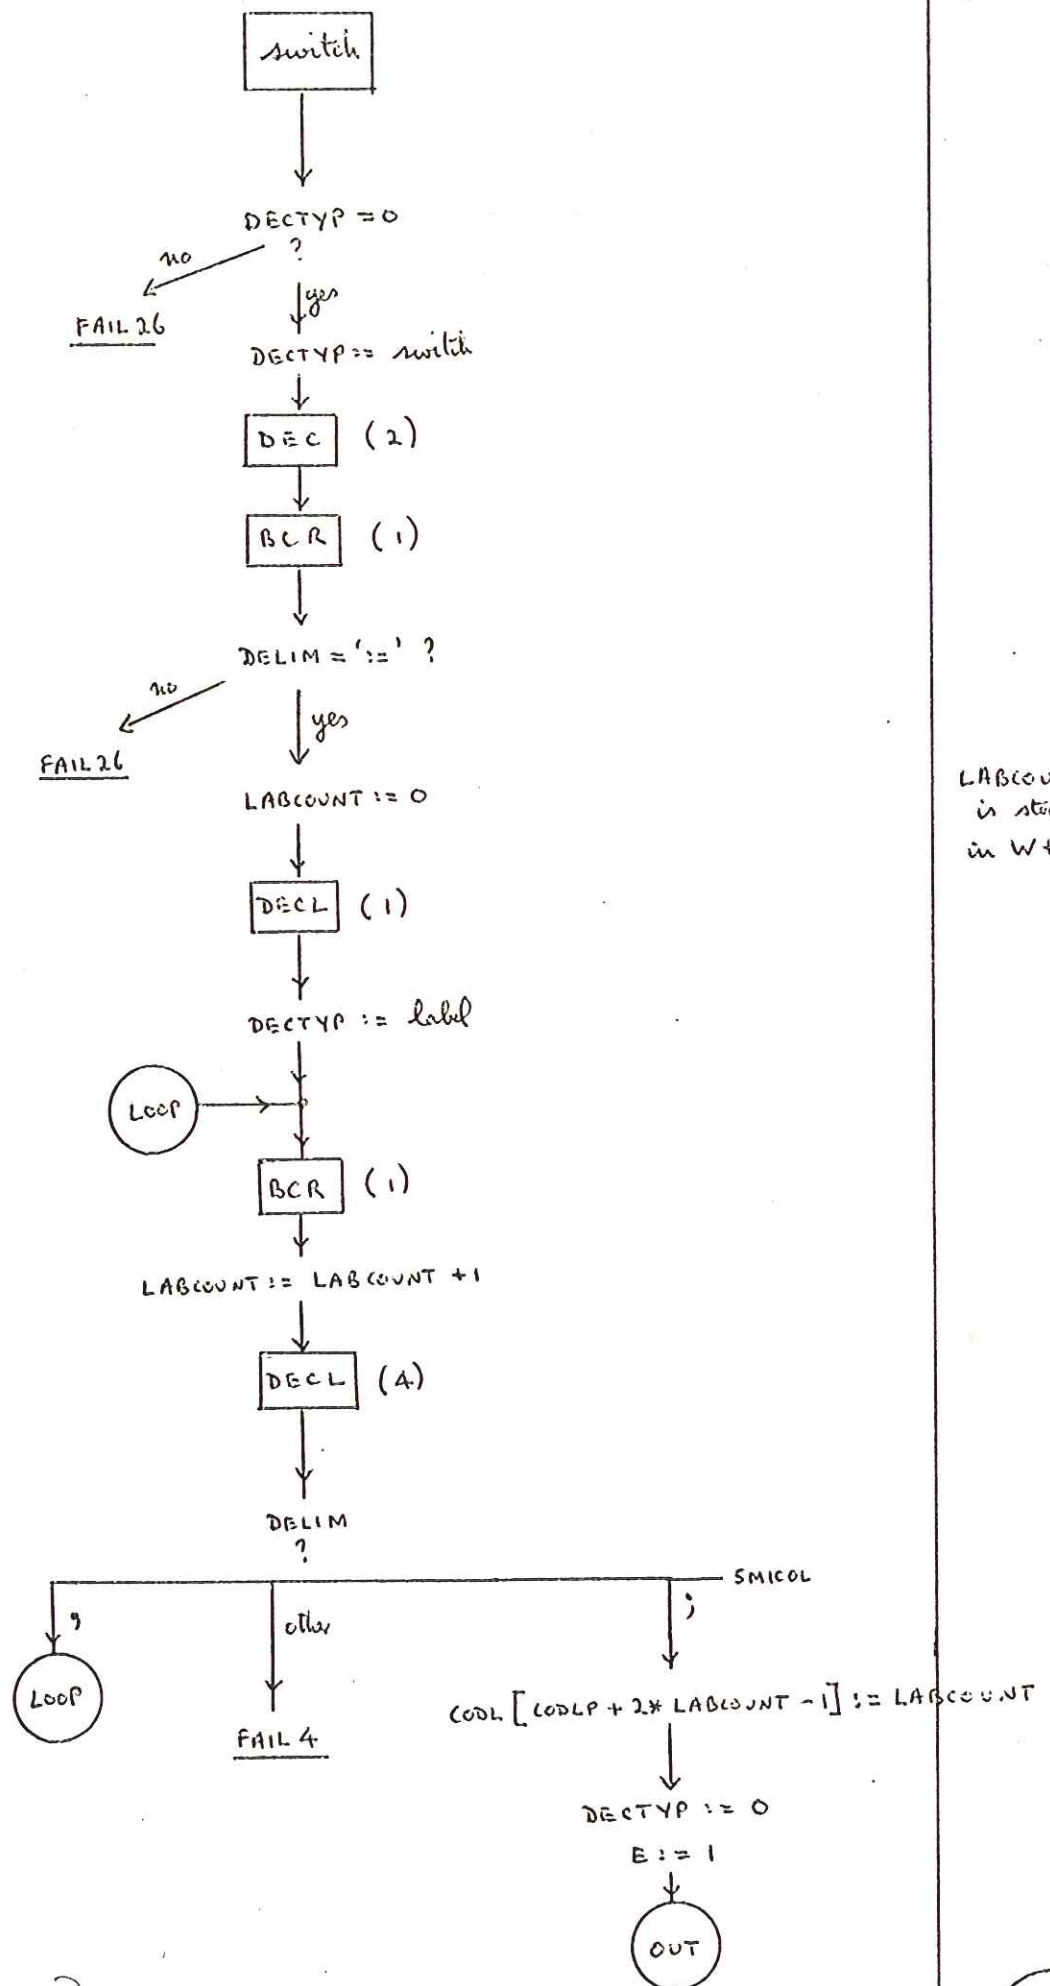 switch
DECTYP = 0
?
no
yes
FAIL 26
DECTYP := switch
DEC (2)
BCR (1)
DELIM = ':=' ?
no
yes
FAIL 26
LABCOUNT := 0
is
in W
DECL (1)
DECTYP := label
LOOP
BCR (1)
LABCOUNT := LABCOUNT + 1
DECL (4)
DELIM
?
SMICOL
, other ;
LOOP
FAIL 4
CODL [CODLP + 2* LABCOUNT - 1] := LABCOUNT
DECTYP := 0
E := 1
OUT